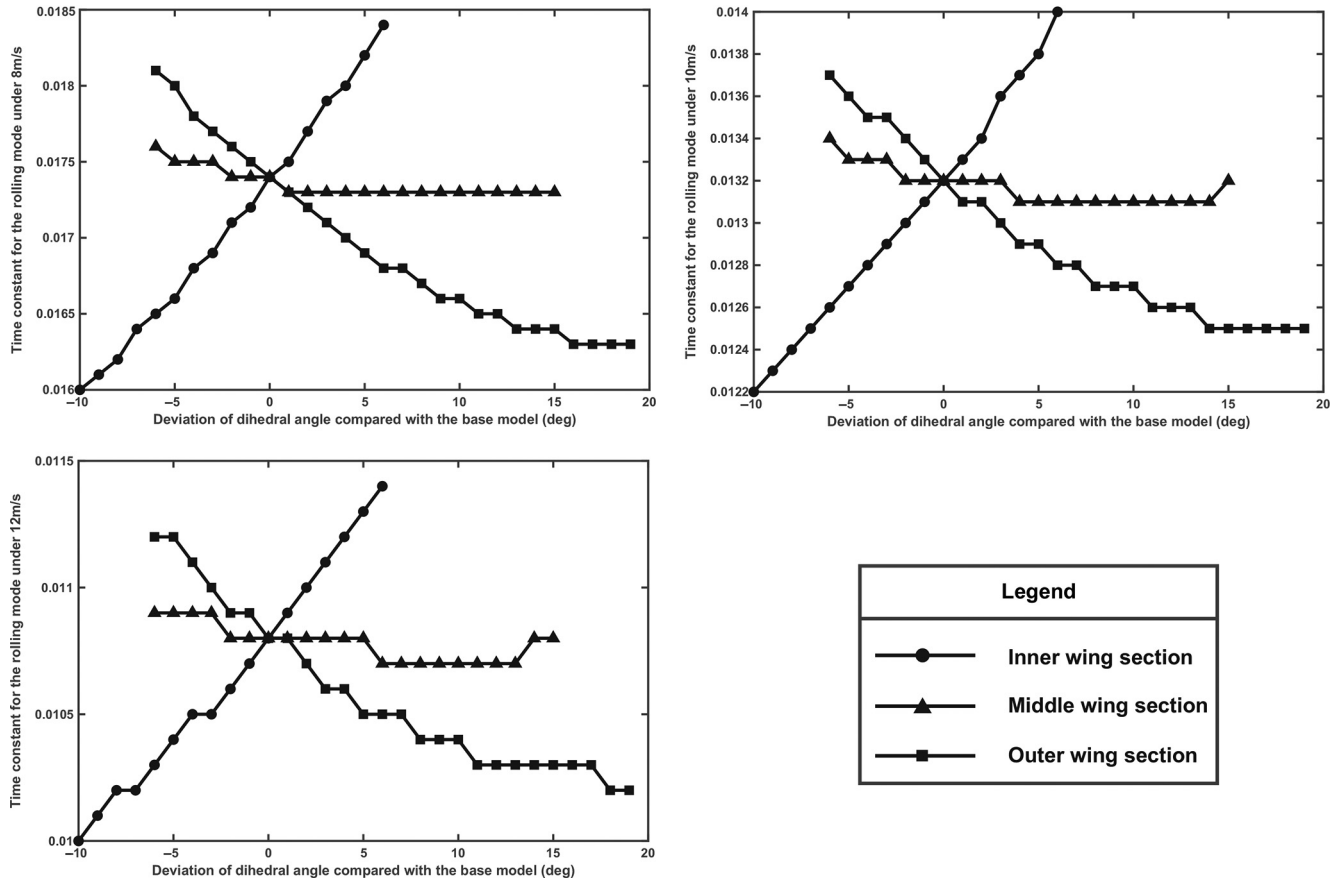 Time constant for the rolling mode under 8m/s
0.0185
0.018
0.0175
0.017
0.0165
0.016
–10 –5 0 5 10 15 20
Deviation of dihedral angle compared with the base model (deg)
Time constant for the rolling mode under 10m/s
0.014
0.0138
0.0136
0.0134
0.0132
0.013
0.0128
0.0126
0.0124
0.0122
–10 –5 0 5 10 15 20
Deviation of dihedral angle compared with the base model (deg)
Time constant for the rolling mode under 12m/s
0.0115
0.011
0.0105
0.01
–10 –5 0 5 10 15 20
Deviation of dihedral angle compared with the base model (deg)
Legend
Inner wing section
Middle wing section
Outer wing section